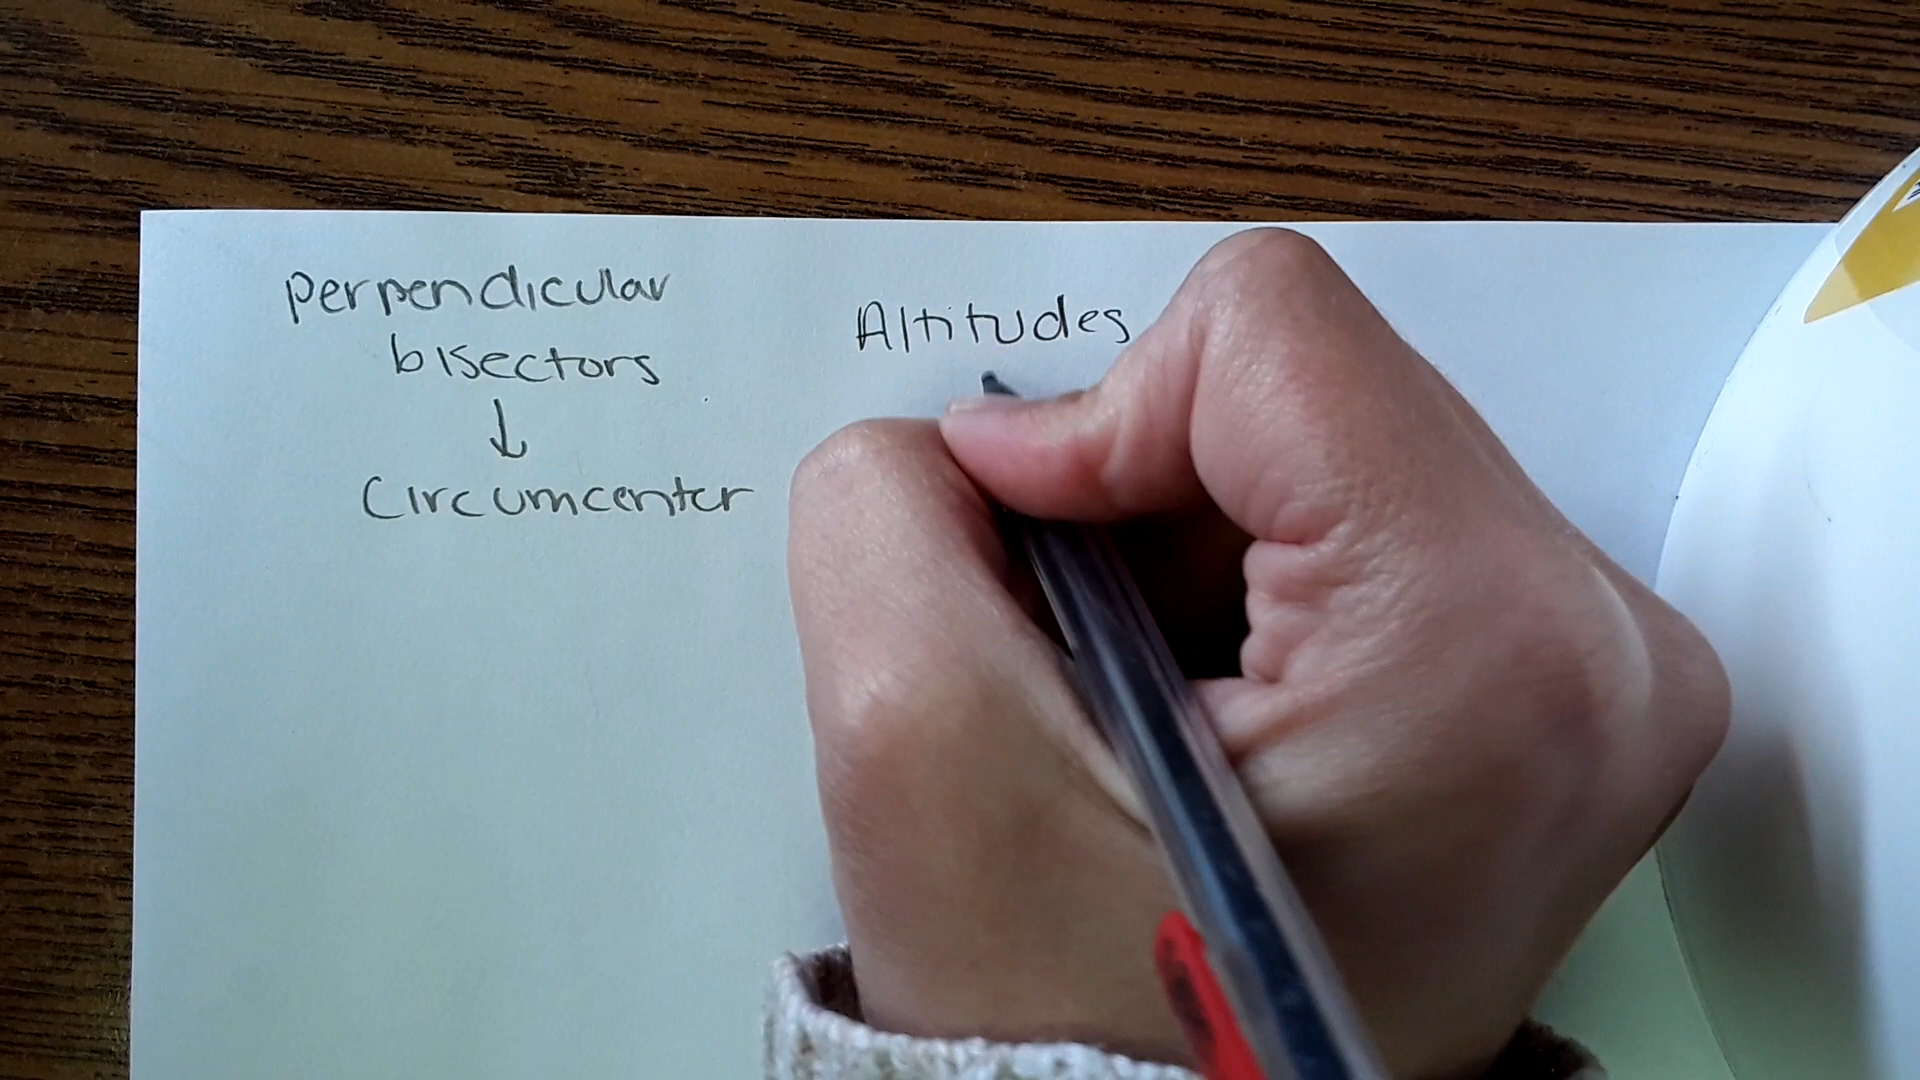 perpendicular
bisectors
↓
Circumcenter
Altitudes